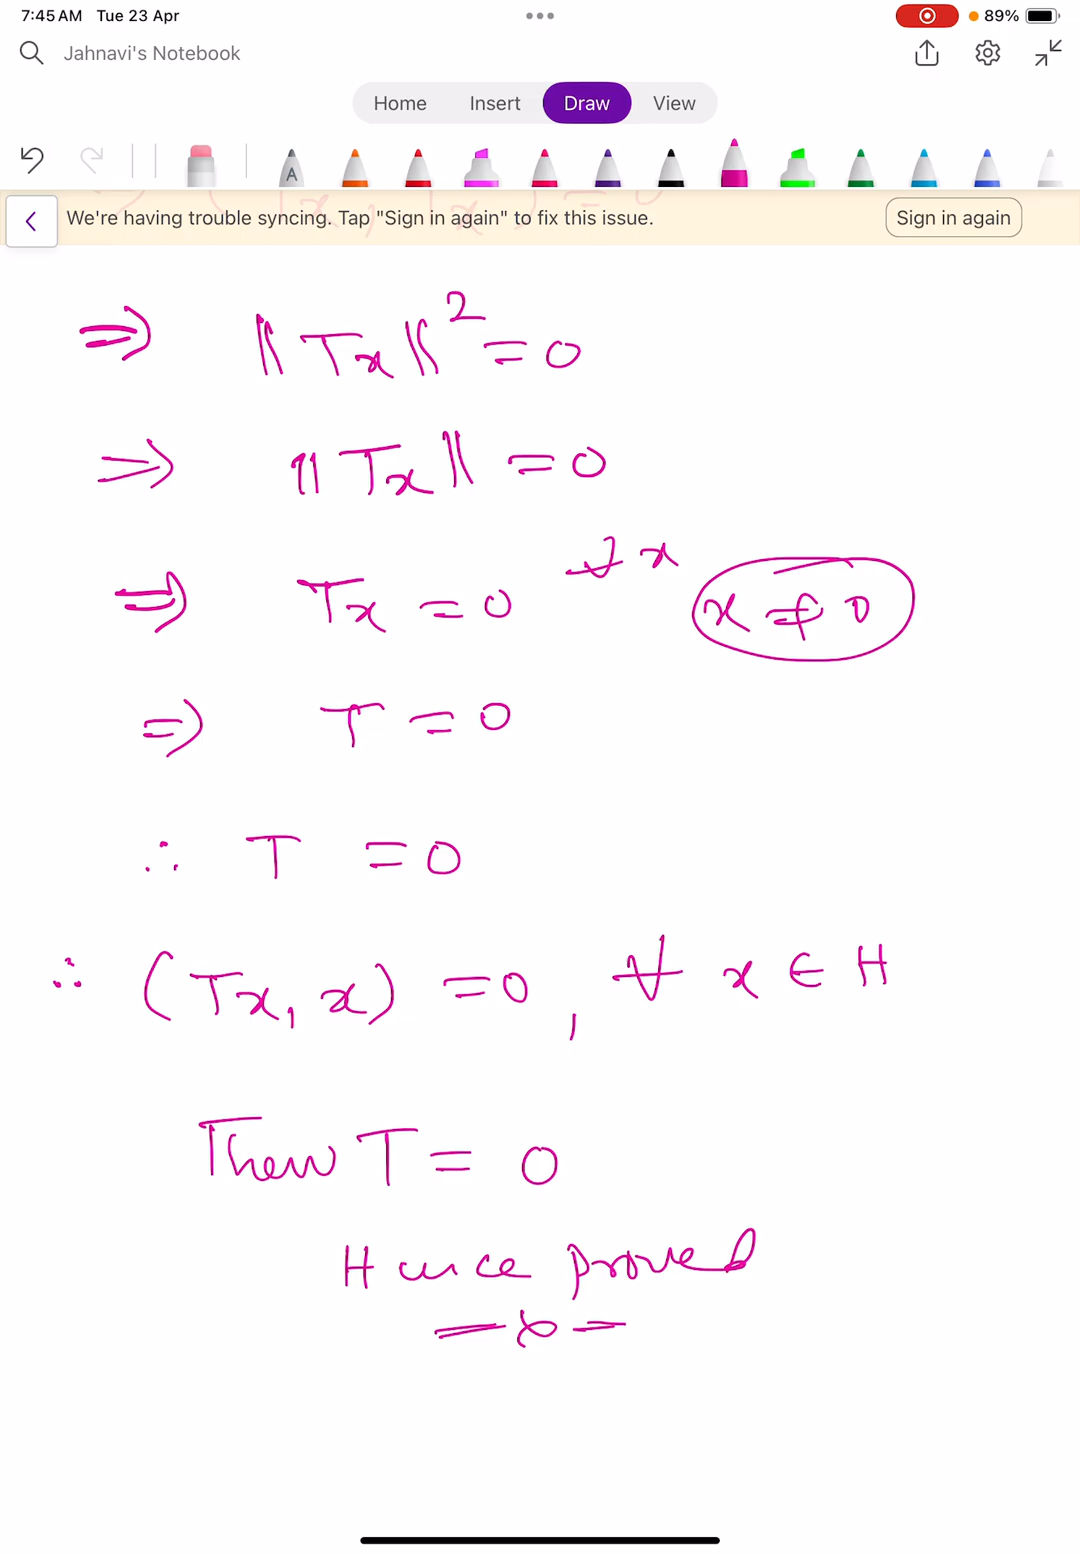 7:45 AM Tue 23 Apr
89%
Jahnavi's Notebook
Home Insert Draw View
A
We're having trouble syncing. Tap "Sign in again" to fix this issue. Sign in again
⇒ ||Tx||² = 0
⇒ ||Tx|| = 0
⇒ Tx = 0 ∀ x x ≠ 0
⇒ T = 0
∴ T = 0
∴ (Tx, x) = 0, ∀ x ∈ H
Then T = 0
Hence proved